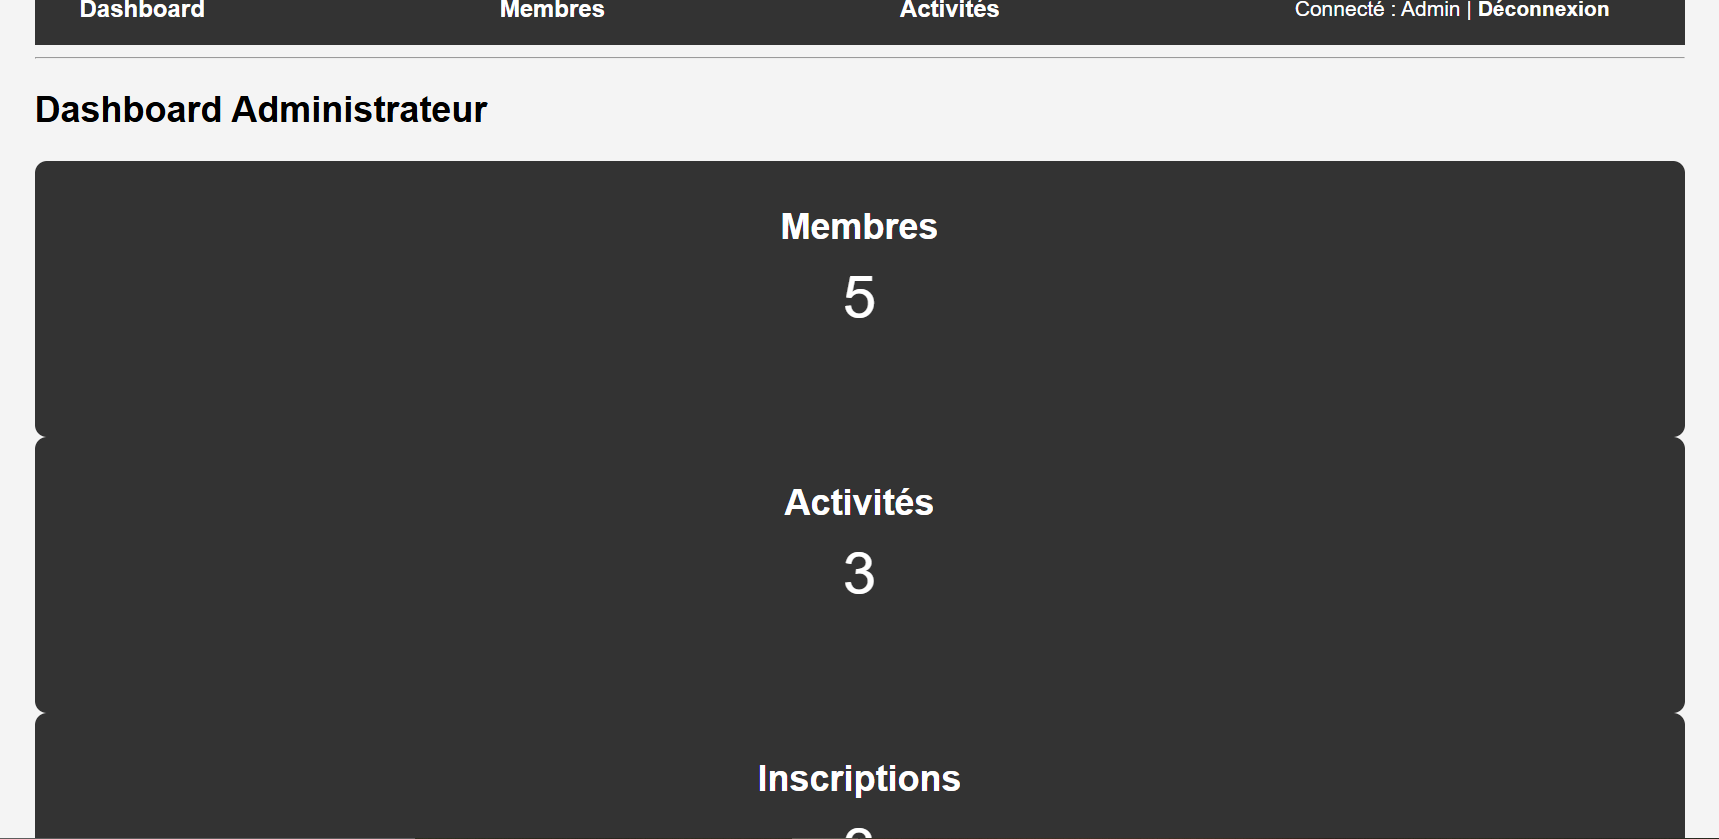 Dashboard Membres Activités Connecté : Admin | Déconnexion
Dashboard Administrateur
Membres
5
Activités
3
Inscriptions